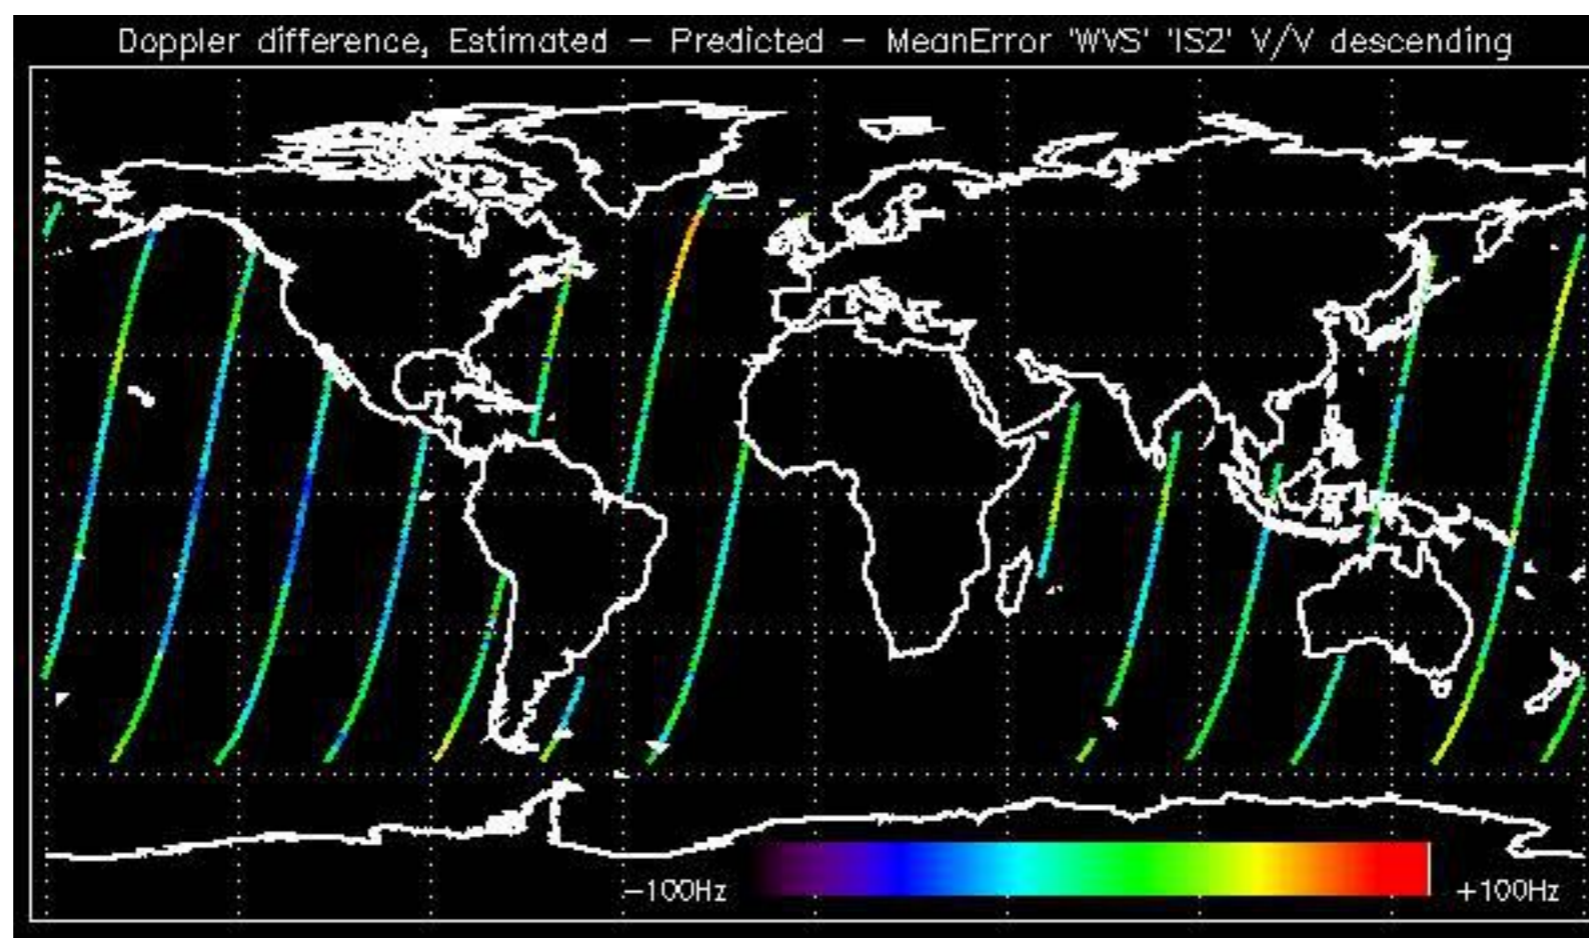 Doppler difference, Estimated – Predicted – MeanError 'WVS' 'IS2' V/V descending
−100Hz +100Hz